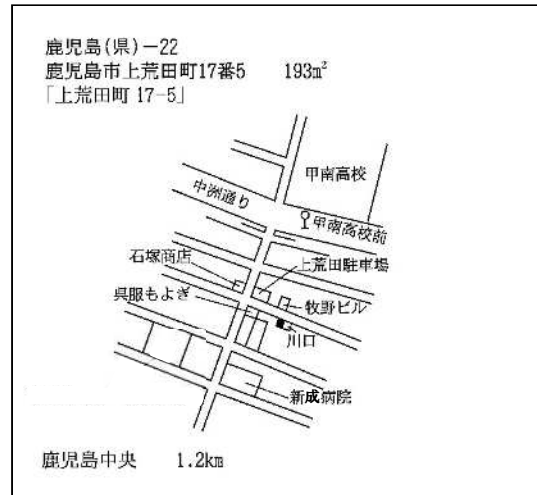 鹿児島(県)－22
鹿児島市上荒田町17番5 193㎡
「上荒田町 17-5」
甲南高校
中洲通り
甲南高校前
石塚商店
上荒田駐車場
呉服もよぎ
牧野ビル
川口
新成病院
鹿児島中央 1.2㎞